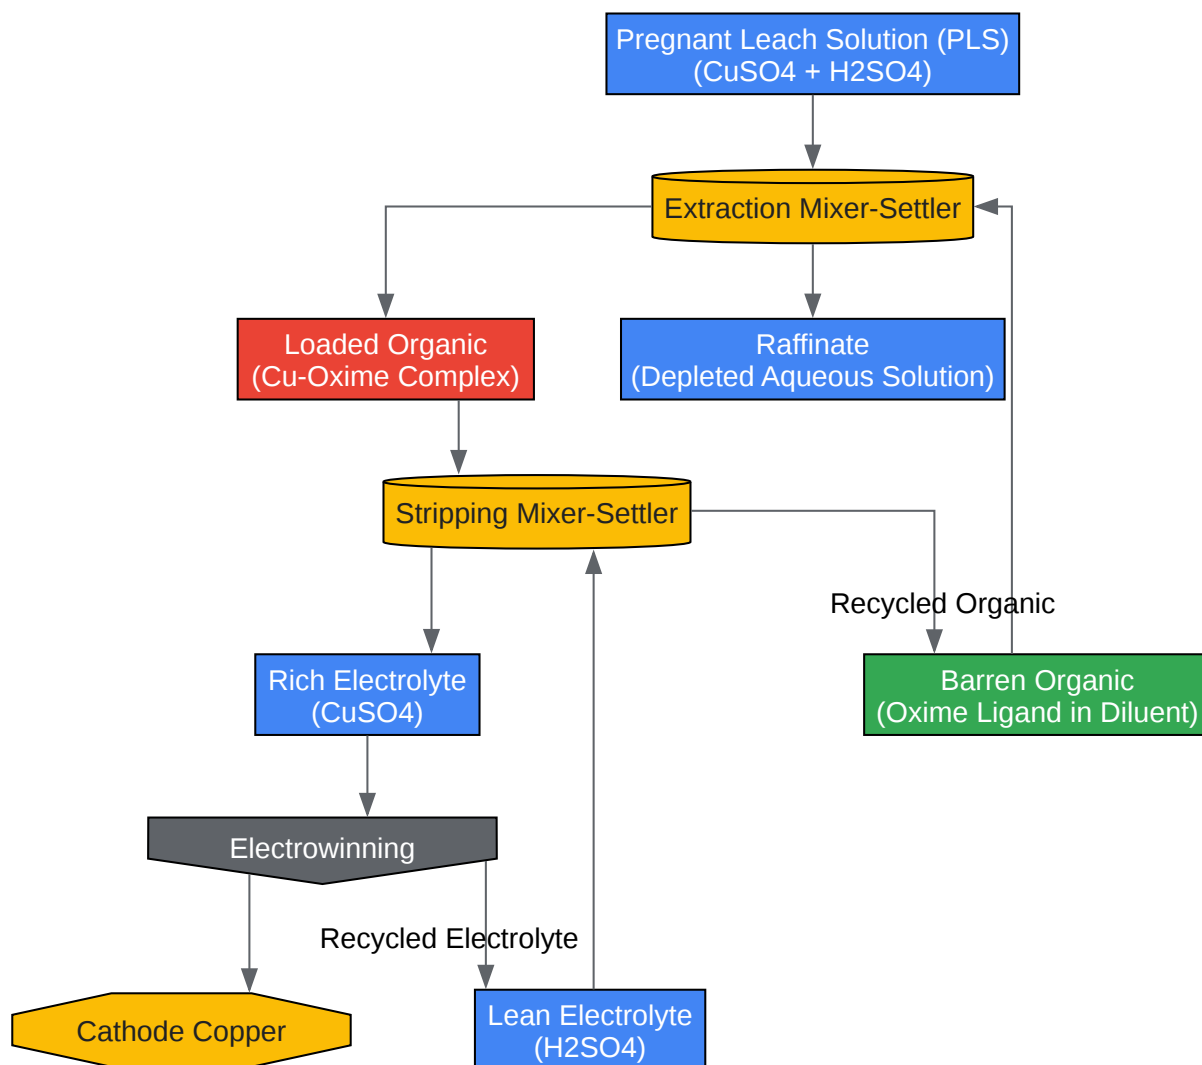 Pregnant Leach Solution (PLS)
(CuSO4 + H2SO4)
Extraction Mixer-Settler
Loaded Organic
(Cu-Oxime Complex)
Raffinate
(Depleted Aqueous Solution)
Stripping Mixer-Settler
Recycled Organic
Rich Electrolyte
(CuSO4)
Barren Organic
(Oxime Ligand in Diluent)
Electrowinning
Recycled Electrolyte
Cathode Copper
Lean Electrolyte
(H2SO4)